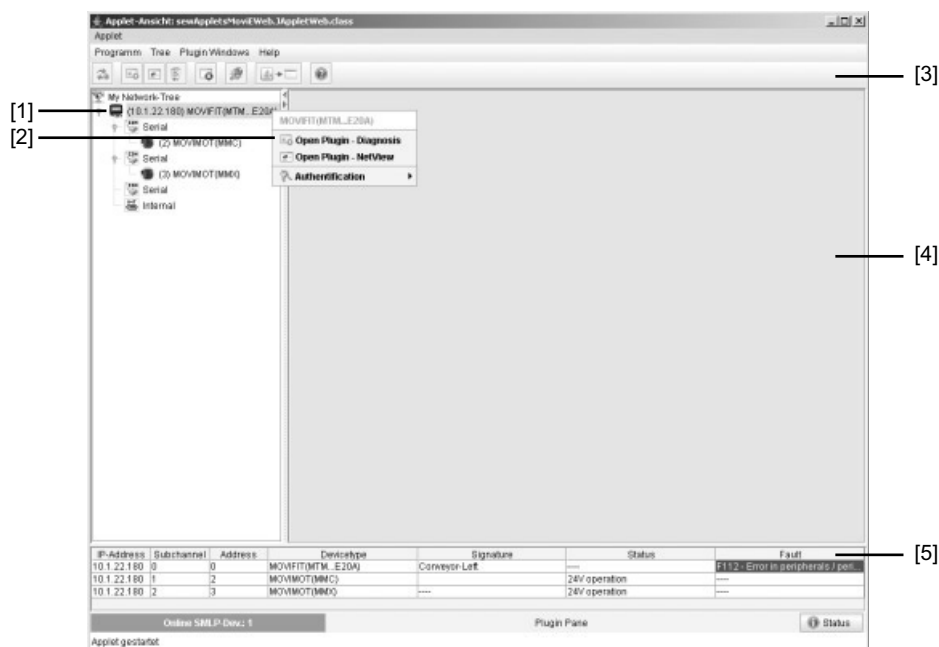 Applet-Ansicht: sewAppletsMoviEWeb.JAppletWeb.class
Applet
Programm Tree Plugin Windows Help
[3]
My Network-Tree
[1]
(10.1.22.180) MOVIFIT(MTM...E20A)
MOVIFIT(MTM...E20A)
[2]
Serial
Open Plugin - Diagnosis
(2) MOVIMOT(MMC)
Open Plugin - NetView
Serial
Authentification
(3) MOVIMOT(MMX)
Serial
Internal
[4]
IP-Address Subchannel Address Devicetype Signature Status Fault
[5]
10.1.22.180 0 0 MOVIFIT(MTM...E20A) Conveyor-Left ---- F112 - Error in peripherals / peri...
10.1.22.180 1 2 MOVIMOT(MMC) 24V operation ----
10.1.22.180 2 3 MOVIMOT(MMX) ---- 24V operation ----
Online SMLP-Dev.: 1 Plugin Pane Status
Applet gestartet